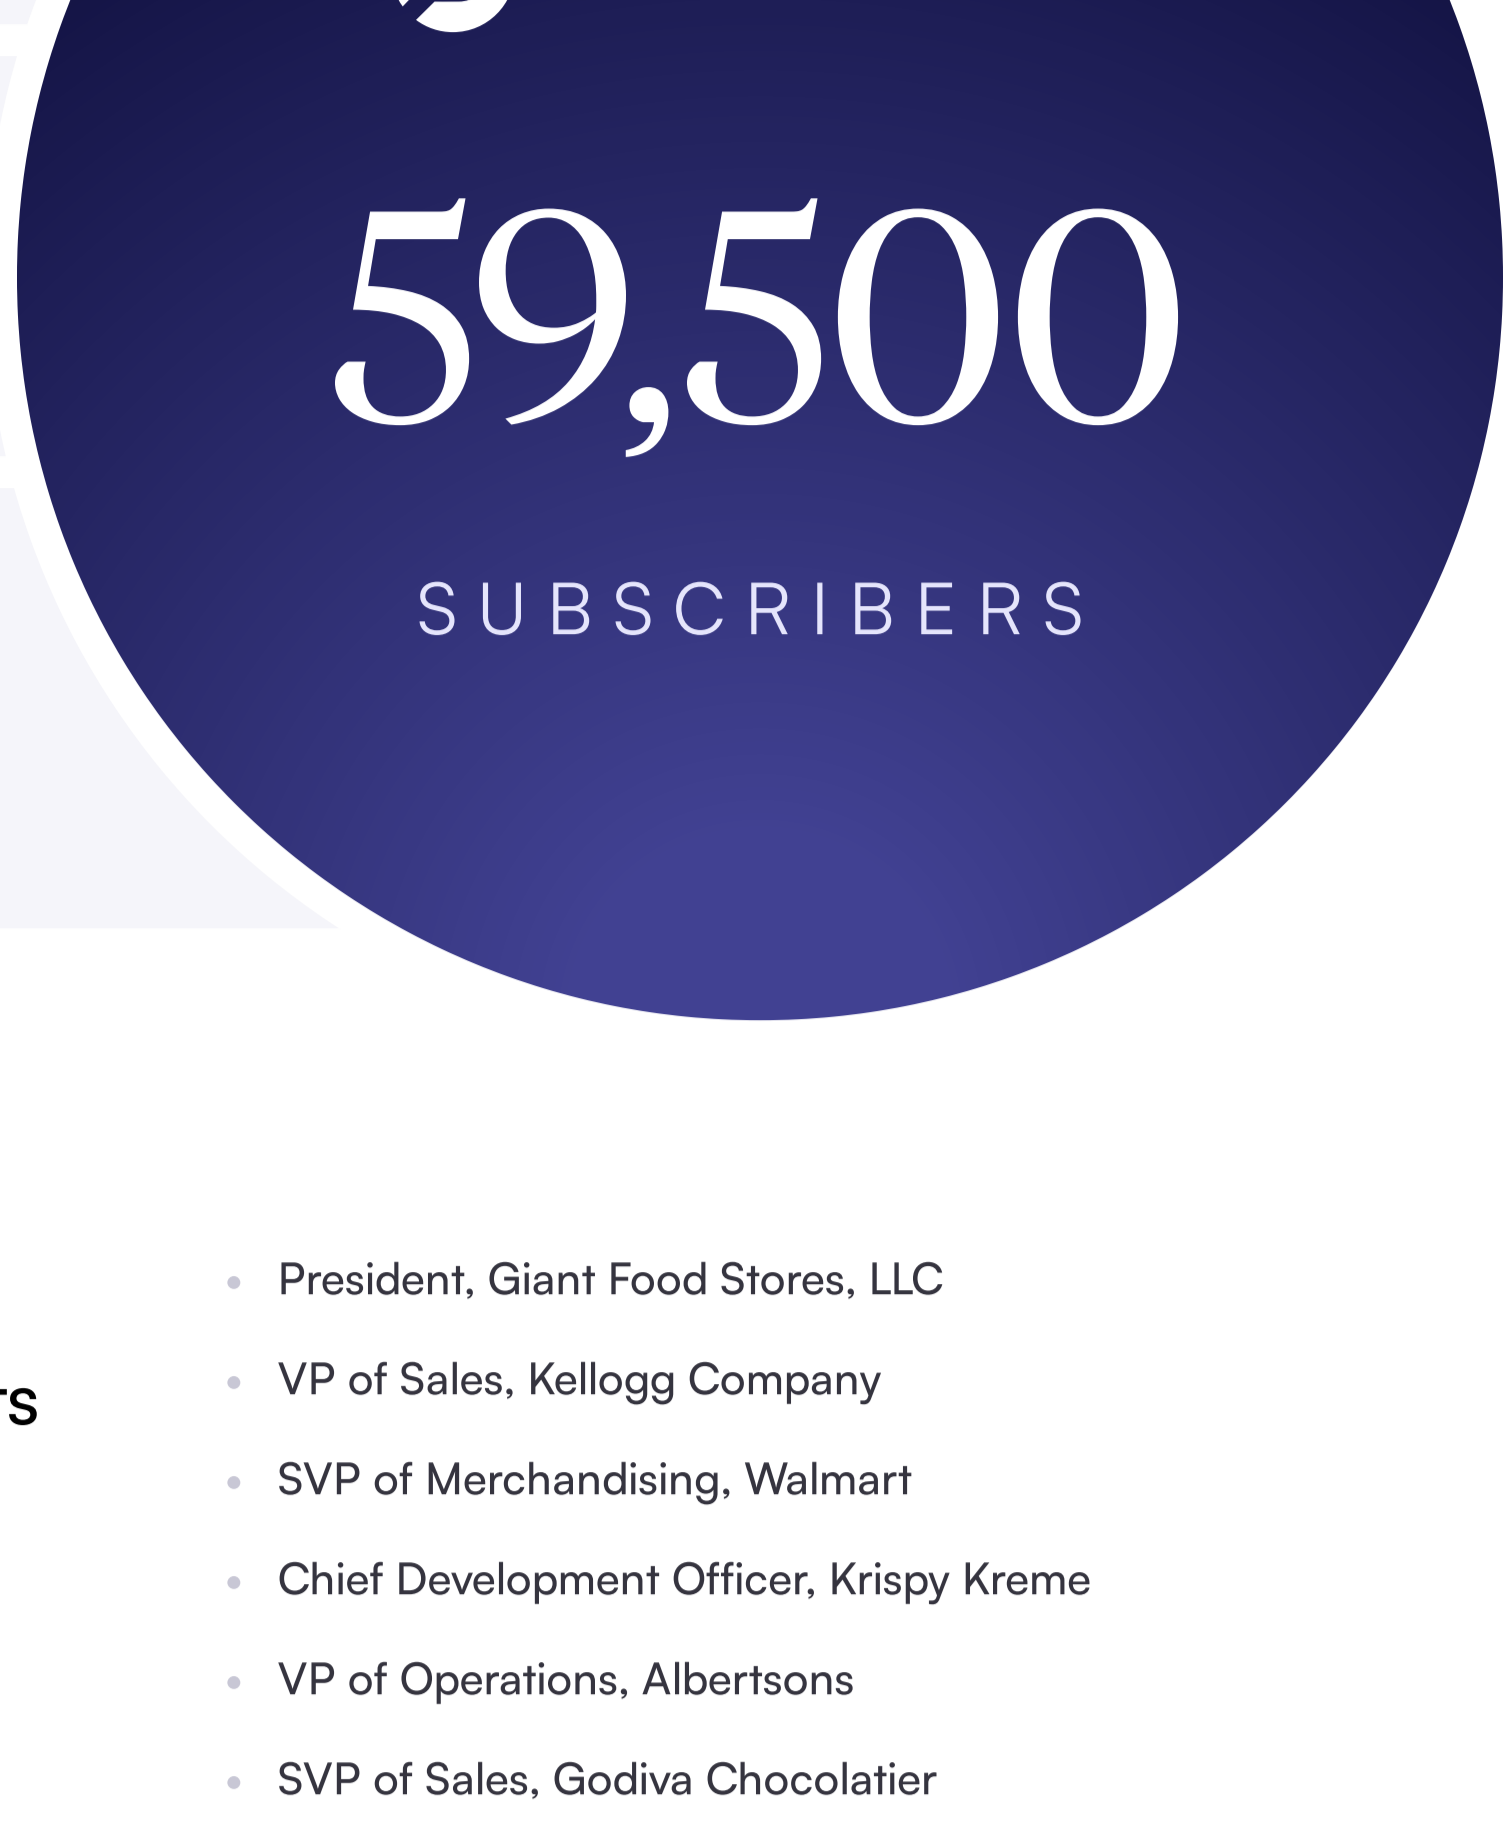 59,500
SUBSCRIBERS
President, Giant Food Stores, LLC
VP of Sales, Kellogg Company
SVP of Merchandising, Walmart
Chief Development Officer, Krispy Kreme
VP of Operations, Albertsons
SVP of Sales, Godiva Chocolatier